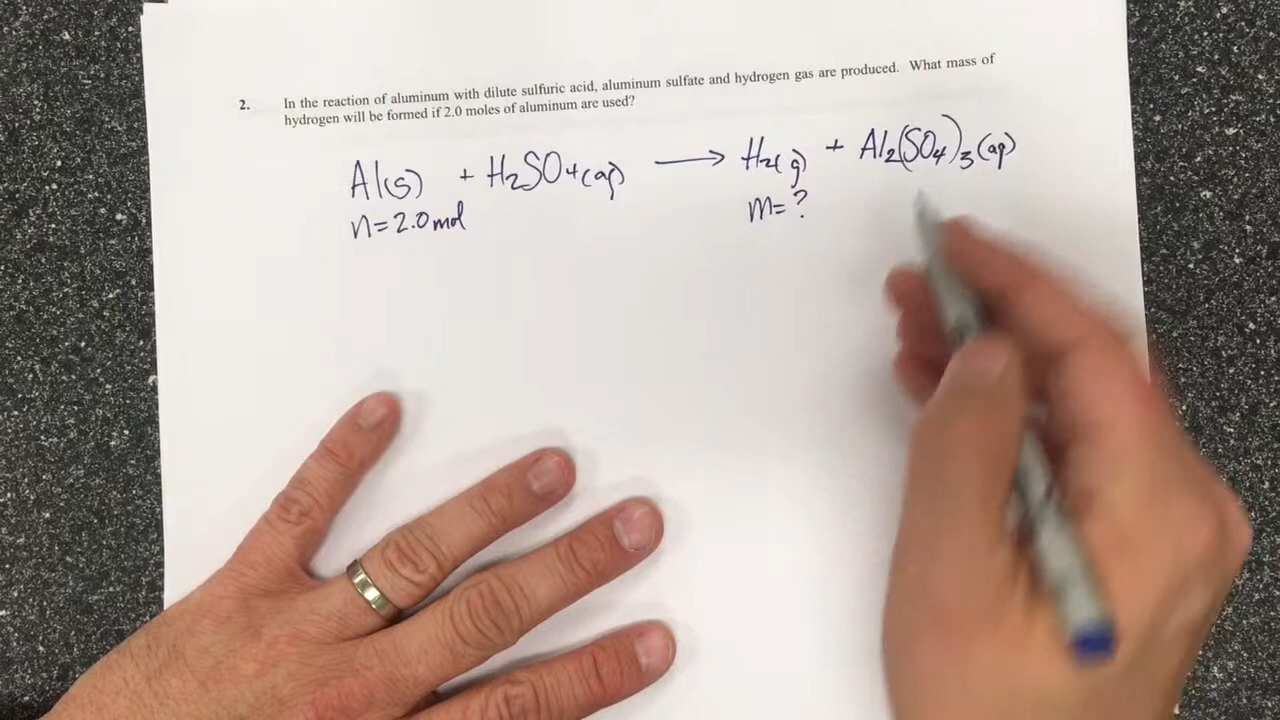 2. In the reaction of aluminum with dilute sulfuric acid, aluminum sulfate and hydrogen gas are produced. What mass of
hydrogen will be formed if 2.0 moles of aluminum are used?
Al(s) + H₂SO₄(aq) → H₂(g) + Al₂(SO₄)₃(aq)
n=2.0mol m=?